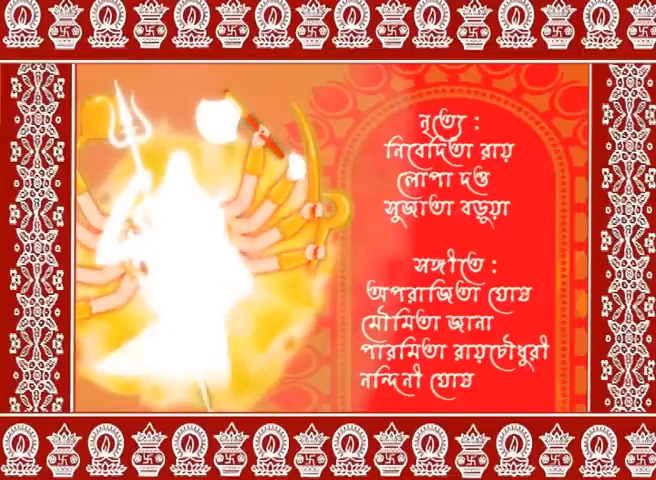 নৃত্যে :
নিবেদিতা রায়
লোপা দত্ত
সুজাতা বড়ুয়া
সঙ্গীতে :
অপরাজিতা ঘোষ
মৌমিতা জানা
পারমিতা রায়চৌধুরী
নন্দিনী ঘোষ